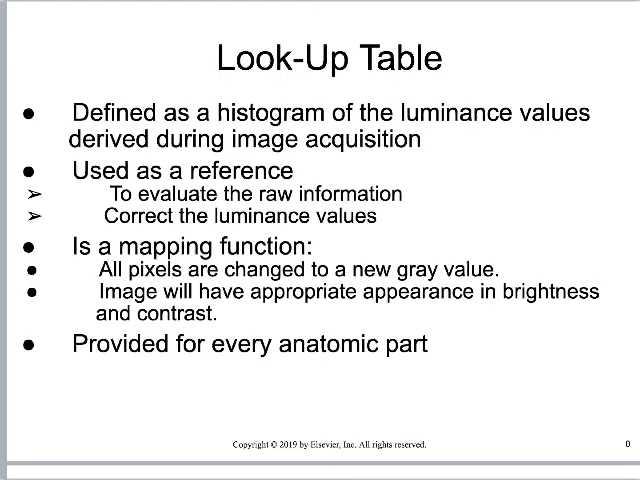 Look-Up Table
● Defined as a histogram of the luminance values
derived during image acquisition
● Used as a reference
➢ To evaluate the raw information
➢ Correct the luminance values
● Is a mapping function:
● All pixels are changed to a new gray value.
● Image will have appropriate appearance in brightness
and contrast.
● Provided for every anatomic part
Copyright © 2019 by Elsevier, Inc. All rights reserved.
0